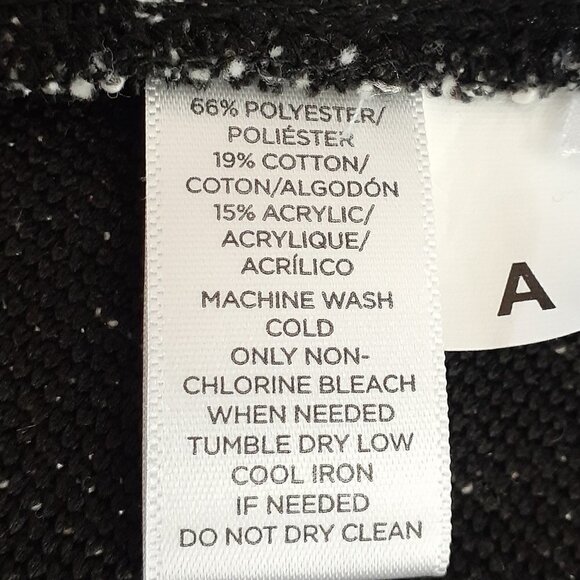 66% POLYESTER/
POLIÉSTER
19% COTTON/
COTON/ALGODÓN
15% ACRYLIC/
ACRYLIQUE/
ACRÍLICO
MACHINE WASH
COLD
ONLY NON-
CHLORINE BLEACH
WHEN NEEDED
TUMBLE DRY LOW
COOL IRON
IF NEEDED
DO NOT DRY CLEAN
A